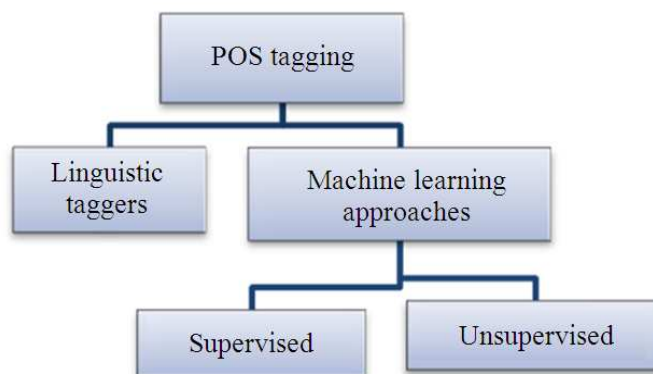 POS tagging
Linguistic
taggers
Machine learning
approaches
Supervised
Unsupervised